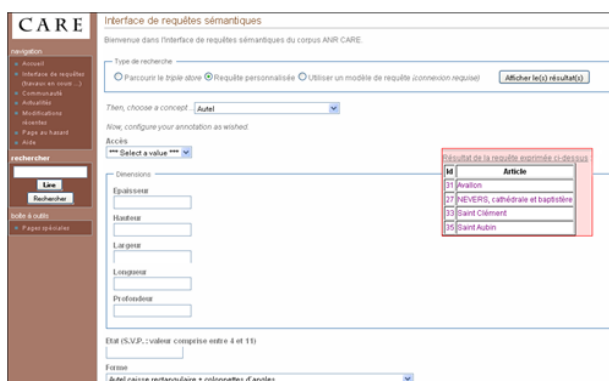 CARE
navigation
Accueil
Interface de requêtes
(travaux en cours ...)
Communauté
Actualités
Modifications
récentes
Page au hasard
Aide
rechercher
Lire
Rechercher
boîte à outils
Pages spéciales
Interface de requêtes sémantiques
Bienvenue dans l'interface de requêtes sémantiques du corpus ANR CARE.
Type de recherche
Parcourir le triple store Requête personnalisée Utiliser un modèle de requête (connexion requise) Afficher le(s) résultat(s)
Then, choose a concept... Autel
Now, configure your annotation as wished.
Accès
*** Select a value ***
Dimensions
Epaisseur
Hauteur
Largeur
Longueur
Profondeur
Résultat de la requête exprimée ci-dessus :
Id Article
31 Avallon
27 NEVERS, cathédrale et baptistère
33 Saint Clément
35 Saint Aubin
Etat (S.V.P. : valeur comprise entre 4 et 11)
Forme
Autel caisse rectangulaire + colonnettes d'angles